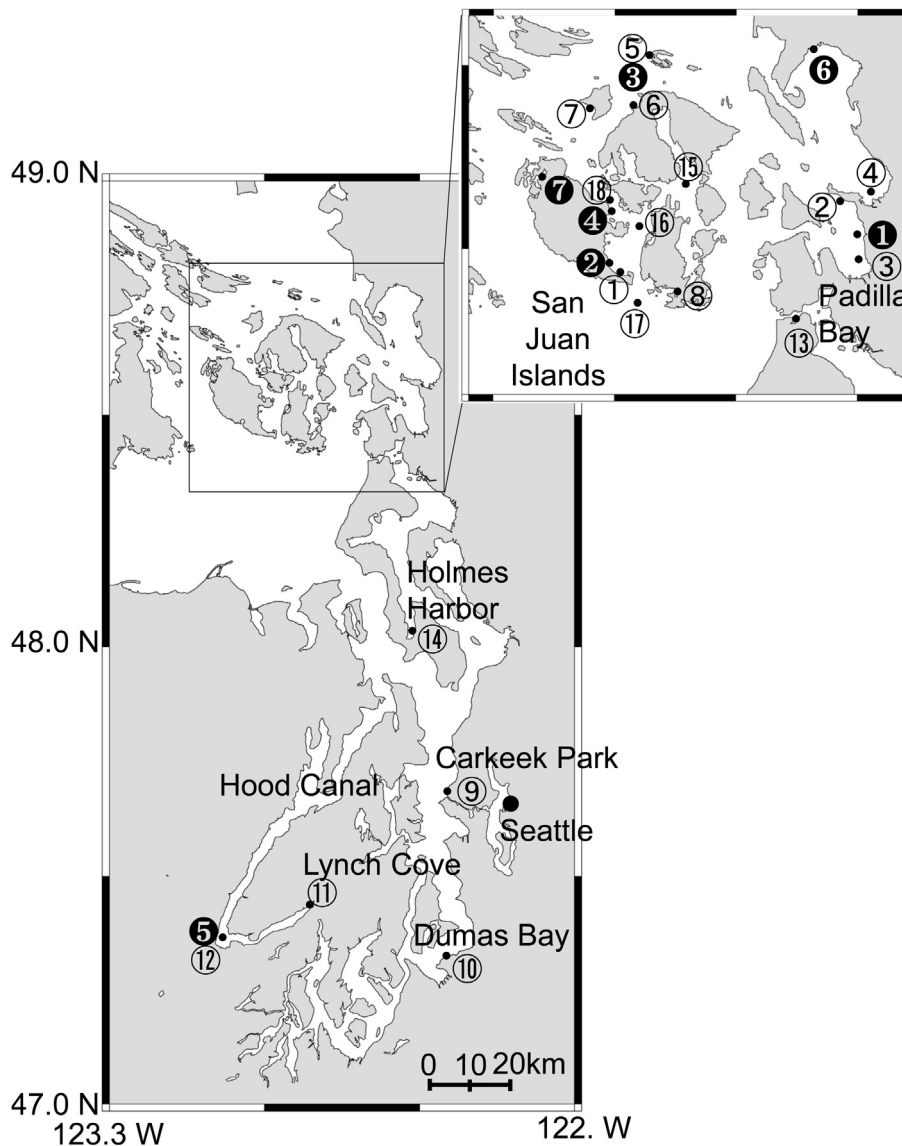 5
3
6
6
7
15
4
7
18
2
4
16
1
2
3
1
8
San
Juan
Islands
17
Padilla
Bay
13
49.0 N
Holmes
Harbor
14
48.0 N
Carkeek Park
9
Hood Canal
Seattle
Lynch Cove
11
5
12
Dumas Bay
10
0 10 20km
47.0 N
123.3 W
122. W